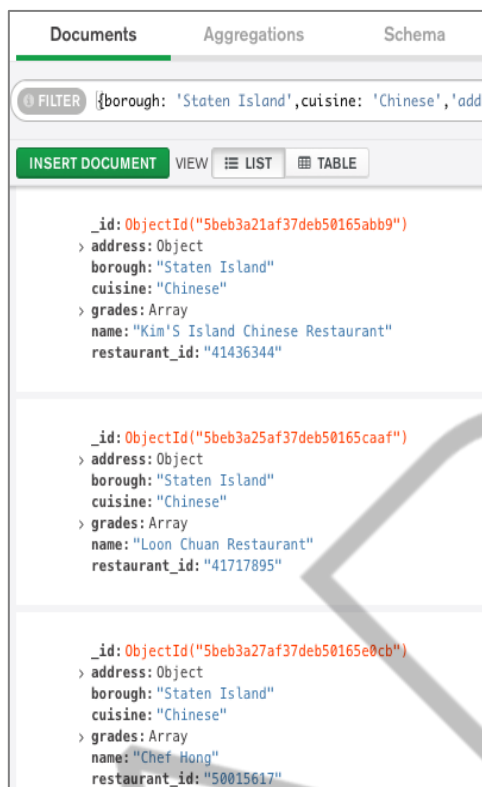 Documents Aggregations Schema
FILTER {borough: 'Staten Island',cuisine: 'Chinese','add
INSERT DOCUMENT VIEW LIST TABLE
_id: ObjectId("5beb3a21af37deb50165abb9")
address: Object
borough: "Staten Island"
cuisine: "Chinese"
grades: Array
name: "Kim'S Island Chinese Restaurant"
restaurant_id: "41436344"
_id: ObjectId("5beb3a25af37deb50165caaf")
address: Object
borough: "Staten Island"
cuisine: "Chinese"
grades: Array
name: "Loon Chuan Restaurant"
restaurant_id: "41717895"
_id: ObjectId("5beb3a27af37deb50165e0cb")
address: Object
borough: "Staten Island"
cuisine: "Chinese"
grades: Array
name: "Chef Hong"
restaurant_id: "50015617"